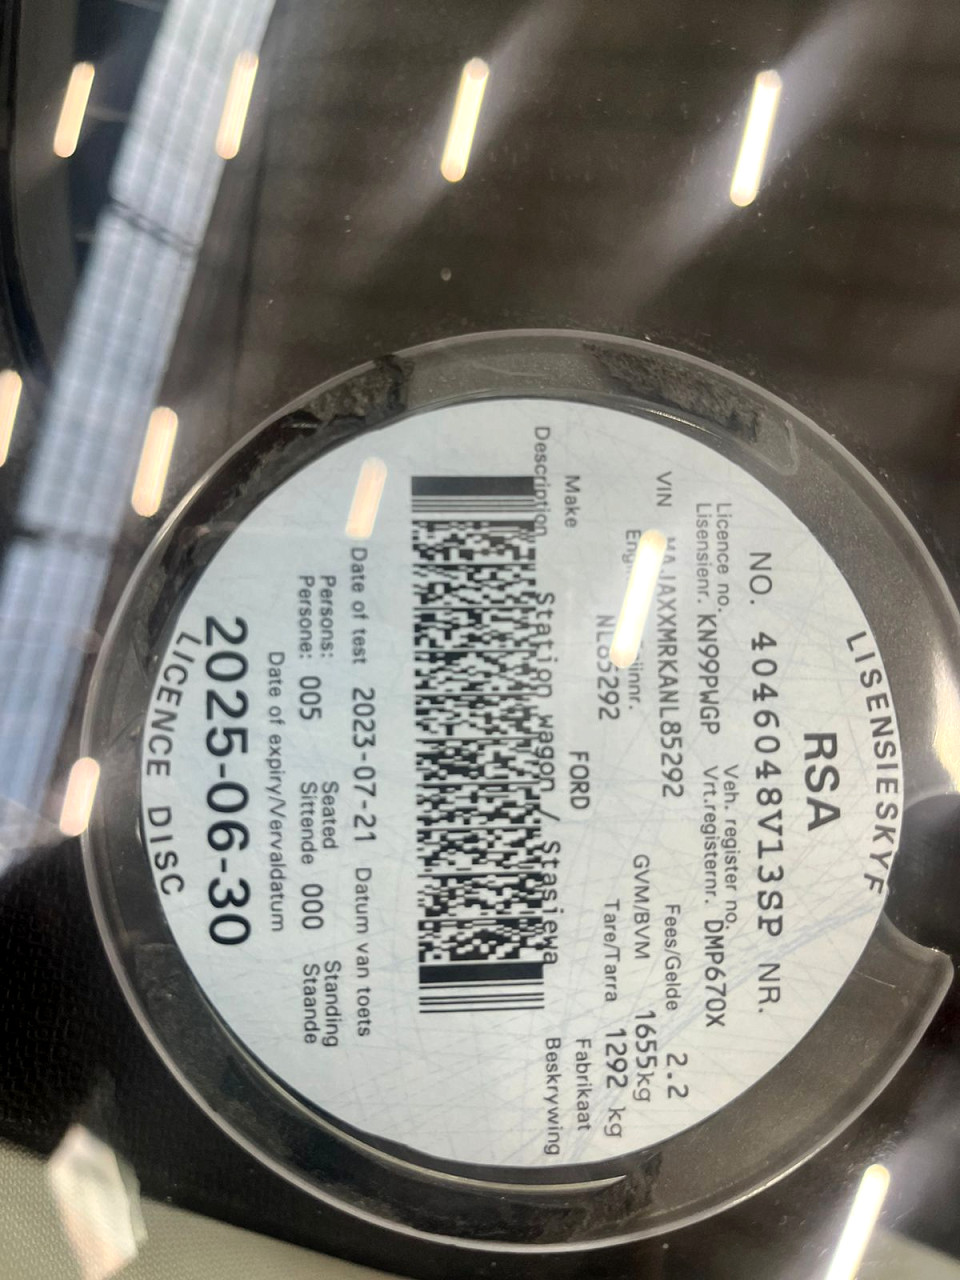 LISENSIESKYF
RSA
NO. 4046048V13SP NR.
Licence no. Veh. register no.
Lisensienr. KN99PWGP Vrt.registernr. DMP670X
VIN MAJAXXMRKANL85292 Fees/Gelde 2.2
GVM/BVM 1655kg
NL85292 Tare/Tarra 1292 kg
Make FORD Fabrikaat
Description Station wagon / Stasiewa Beskrywing
Date of test 2023-07-21 Datum van toets
Persons: Seated Standing
Persone: 005 Sittende 000 Staande
Date of expiry/Vervaldatum
2025-06-30
LICENCE DISC